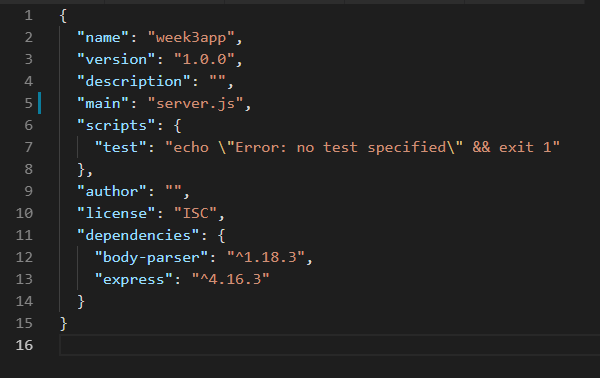 1 {
2   "name": "week3app",
3   "version": "1.0.0",
4   "description": "",
5   "main": "server.js",
6   "scripts": {
7     "test": "echo \"Error: no test specified\" && exit 1"
8   },
9   "author": "",
10   "license": "ISC",
11   "dependencies": {
12     "body-parser": "^1.18.3",
13     "express": "^4.16.3"
14   }
15 }
16